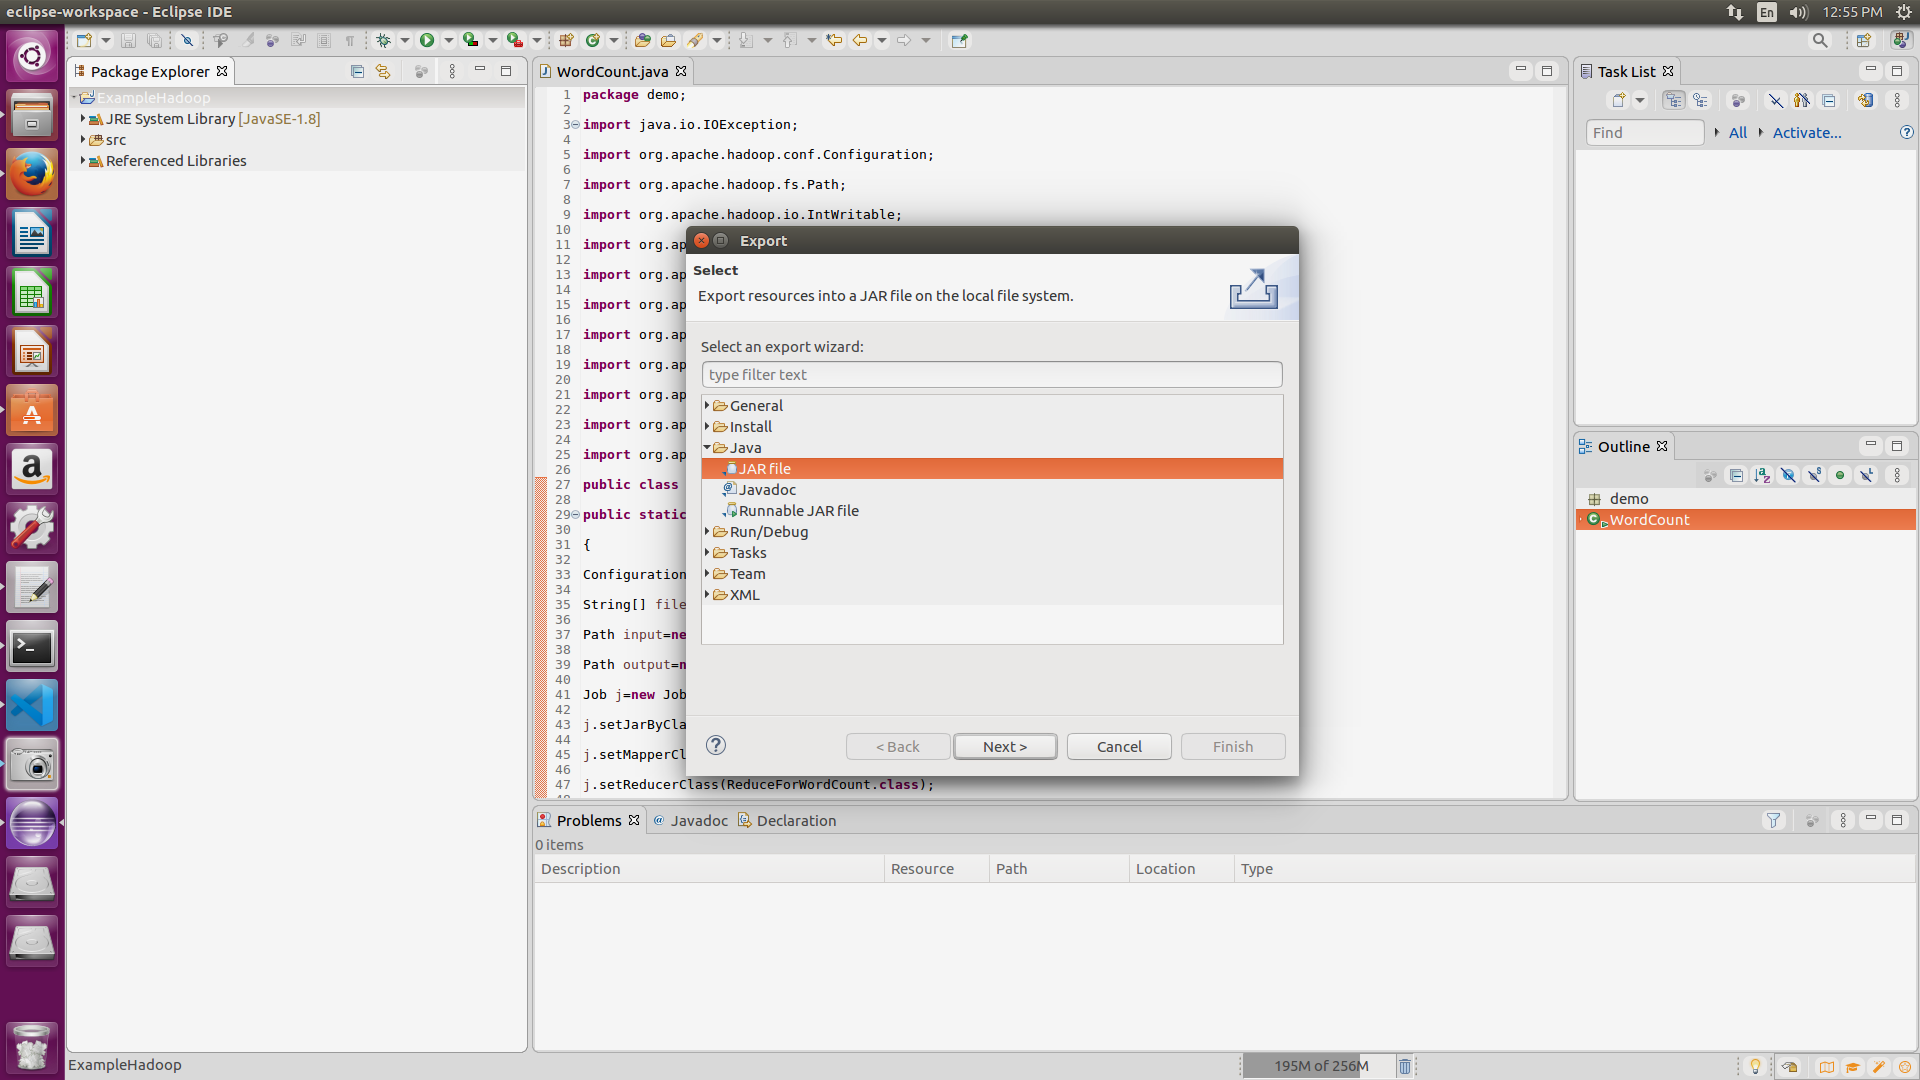 eclipse-workspace - Eclipse IDE
En
12:55 PM
Package Explorer
ExampleHadoop
JRE System Library [JavaSE-1.8]
src
Referenced Libraries
WordCount.java
1 package demo;
2
3 import java.io.IOException;
4
5 import org.apache.hadoop.conf.Configuration;
6
7 import org.apache.hadoop.fs.Path;
8
9 import org.apache.hadoop.io.IntWritable;
10
11 import org.ap
12
13 import org.ap
14
15 import org.ap
16
17 import org.ap
18
19 import org.ap
20
21 import org.ap
22
23 import org.ap
24
25 import org.ap
26
27 public class
28
29 public static
30
31 {
32
33 Configuration
34
35 String[] file
36
37 Path input=ne
38
39 Path output=n
40
41 Job j=new Job
42
43 j.setJarByCla
44
45 j.setMapperCl
46
47 j.setReducerClass(ReduceForWordCount.class);
Export
Select
Export resources into a JAR file on the local file system.
Select an export wizard:
type filter text
General
Install
Java
JAR file
Javadoc
Runnable JAR file
Run/Debug
Tasks
Team
XML
< Back
Next >
Cancel
Finish
Task List
Find
All
Activate...
Outline
demo
WordCount
Problems
Javadoc
Declaration
0 items
Description
Resource
Path
Location
Type
ExampleHadoop
195M of 256M